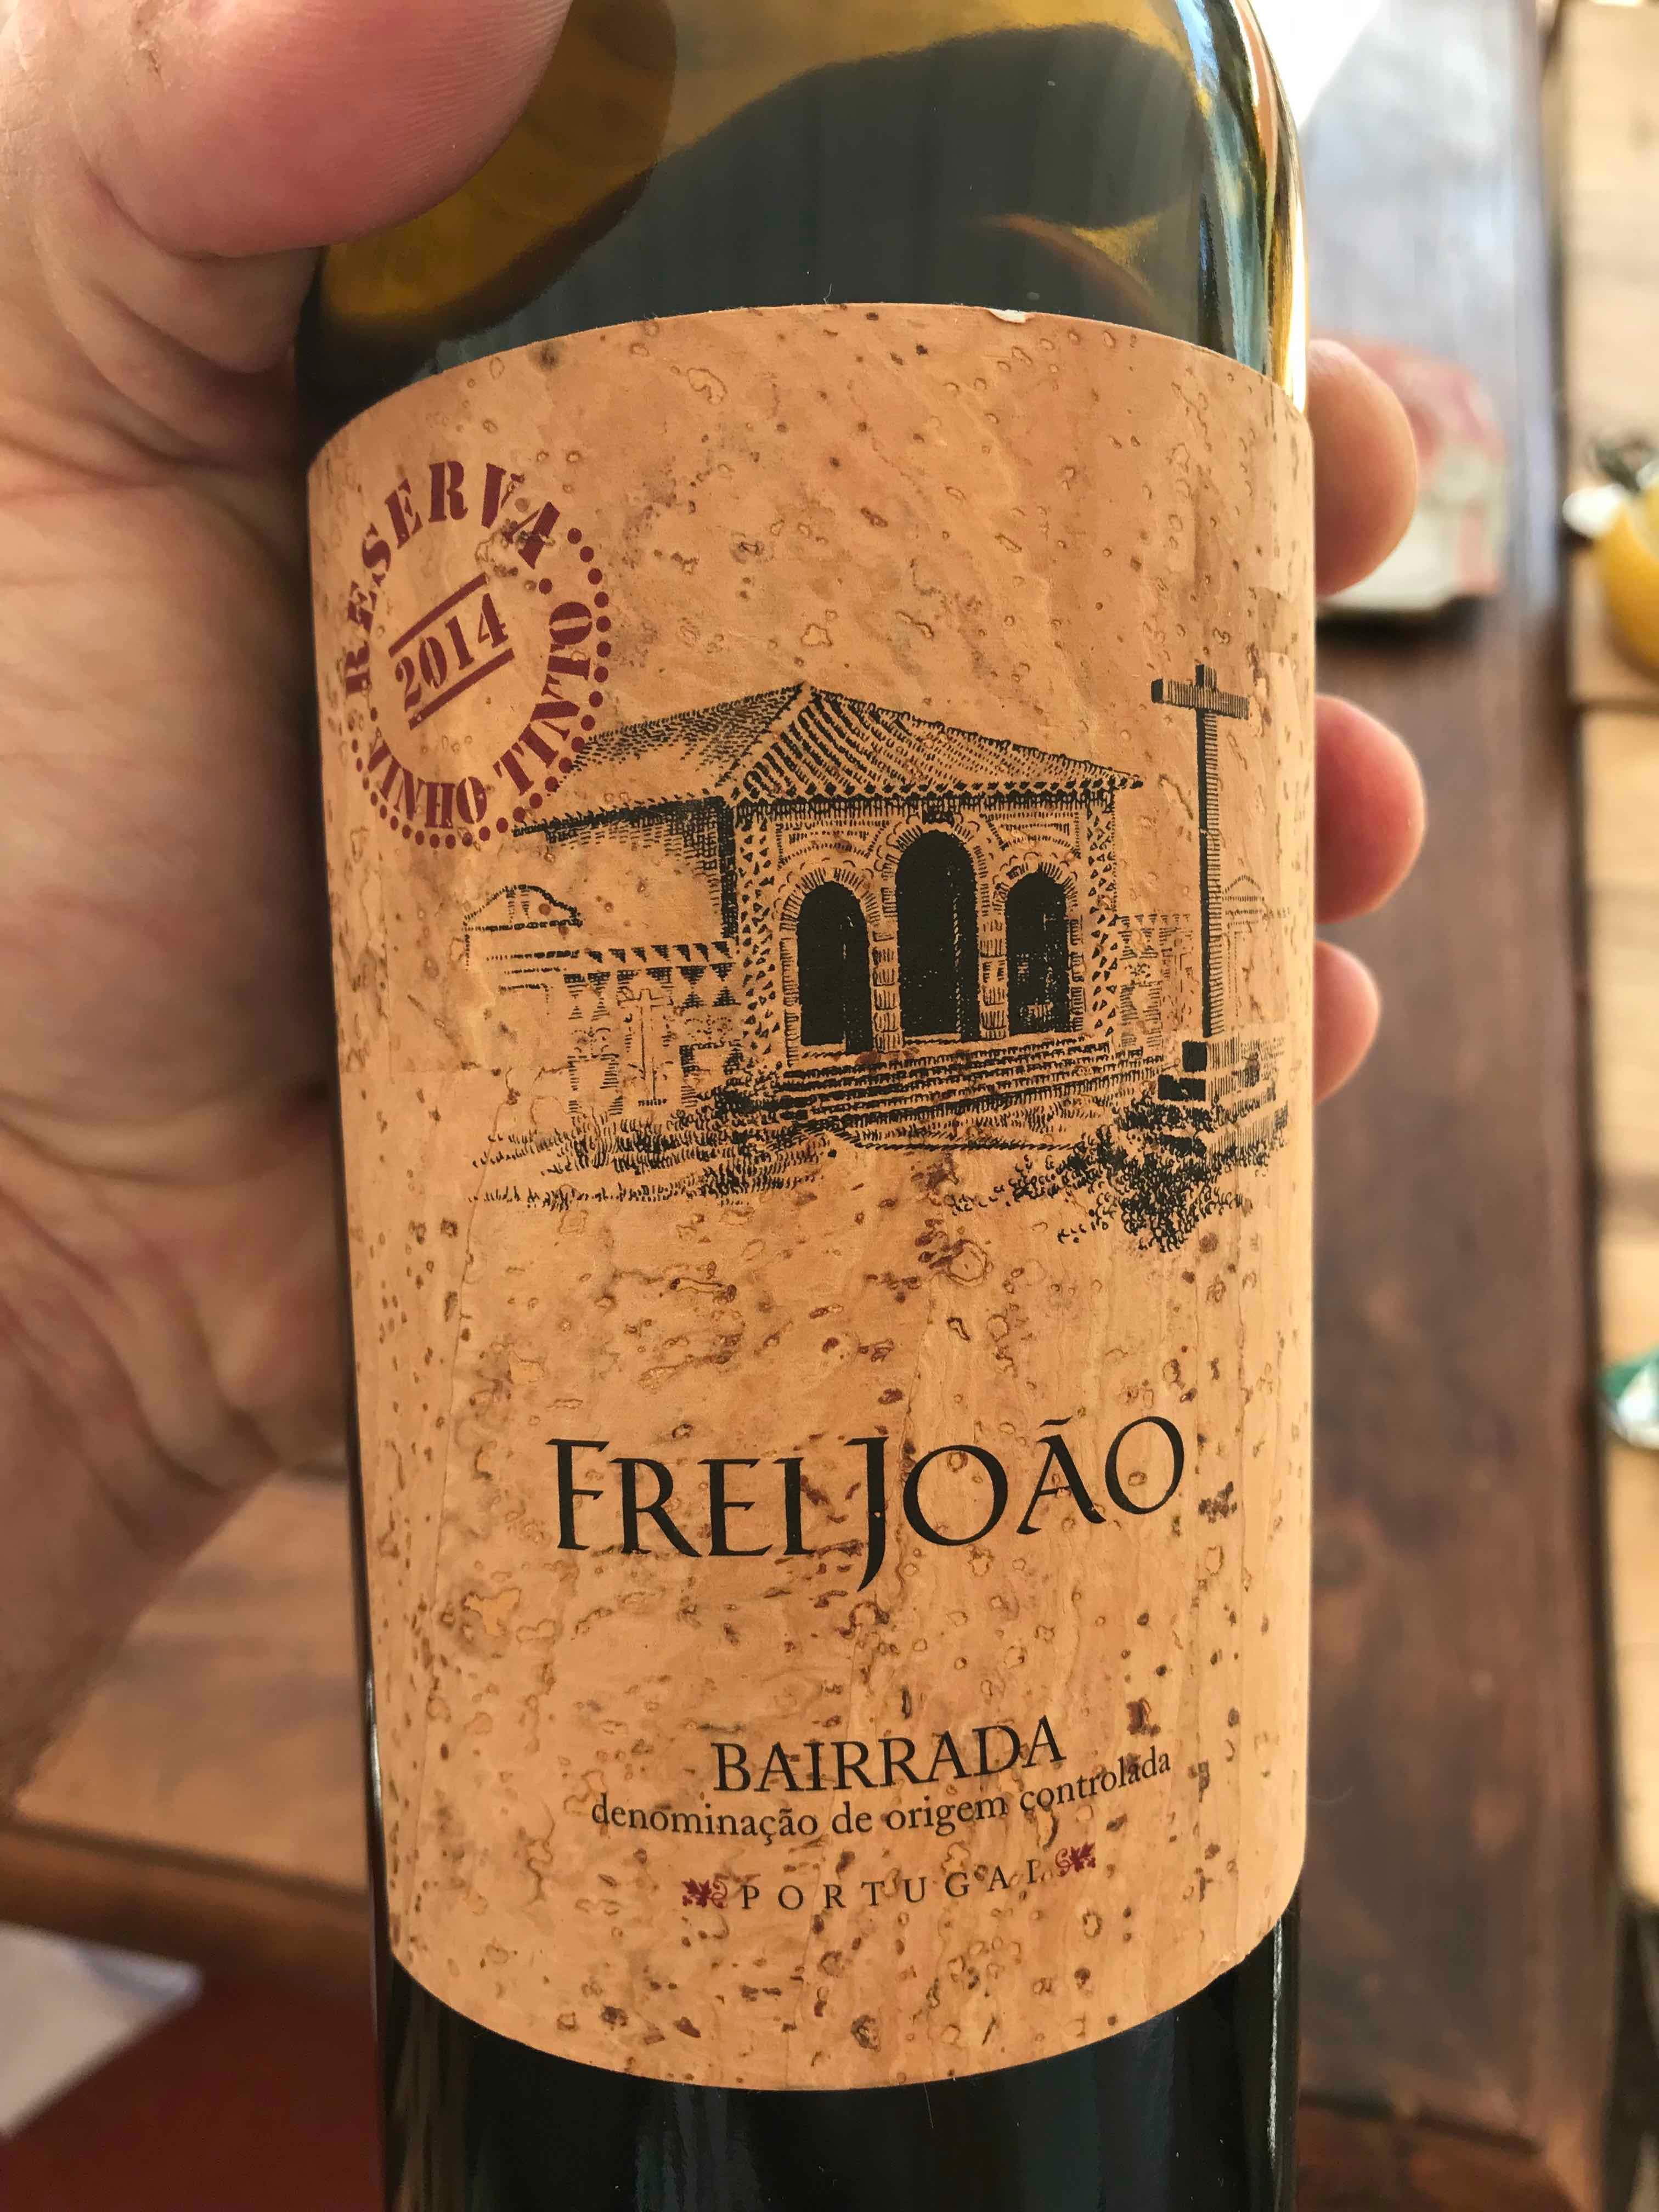 RESERVA
2014
VINHO TINTO
FREI JOÃO
BAIRRADA
denominação de origem controlada
PORTUGAL